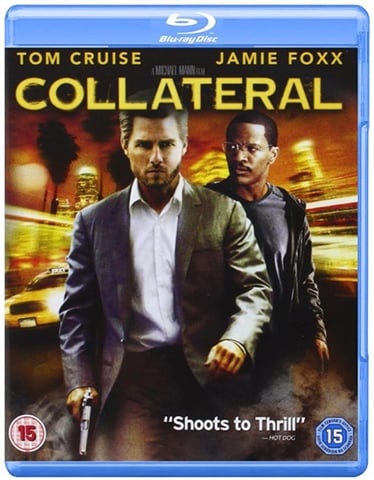 Blu-ray Disc
TOM CRUISE JAMIE FOXX
A MICHAEL MANN FILM
COLLATERAL
"Shoots to Thrill"
— HOT DOG
15
15